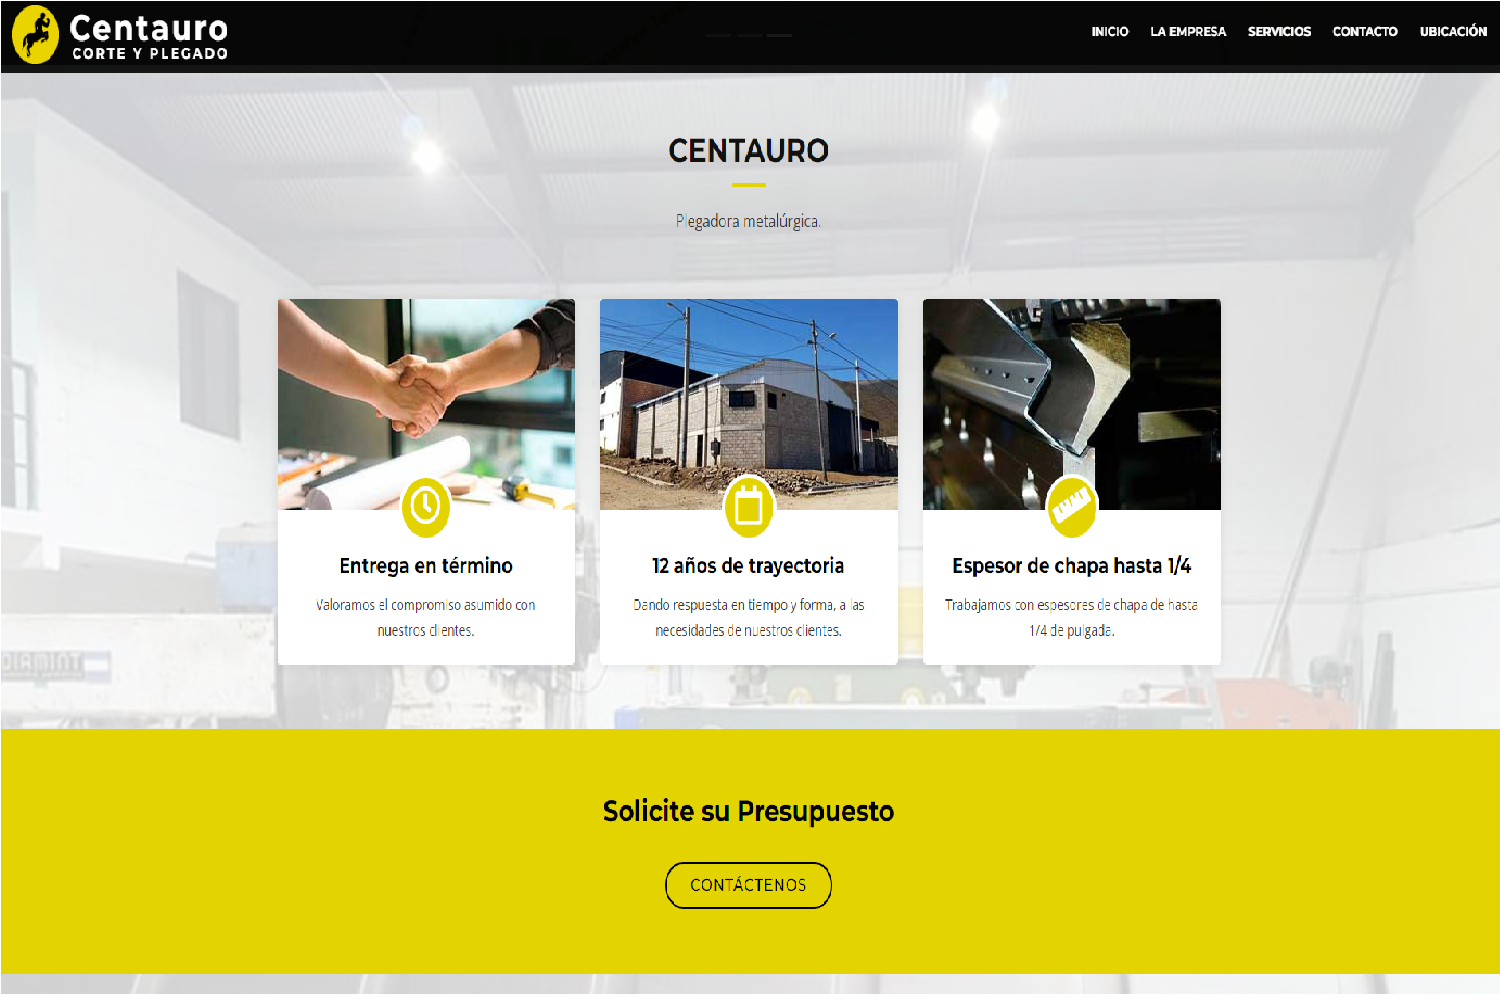 Centauro
CORTE Y PLEGADO
INICIO LA EMPRESA SERVICIOS CONTACTO UBICACIÓN
CENTAURO
Plegadora metalúrgica.
Entrega en término
Valoramos el compromiso asumido con
nuestros clientes.
12 años de trayectoria
Dando respuesta en tiempo y forma, a las
necesidades de nuestros clientes.
Espesor de chapa hasta 1/4
Trabajamos con espesores de chapa de hasta
1/4 de pulgada.
DIAMINT
Solicite su Presupuesto
CONTÁCTENOS